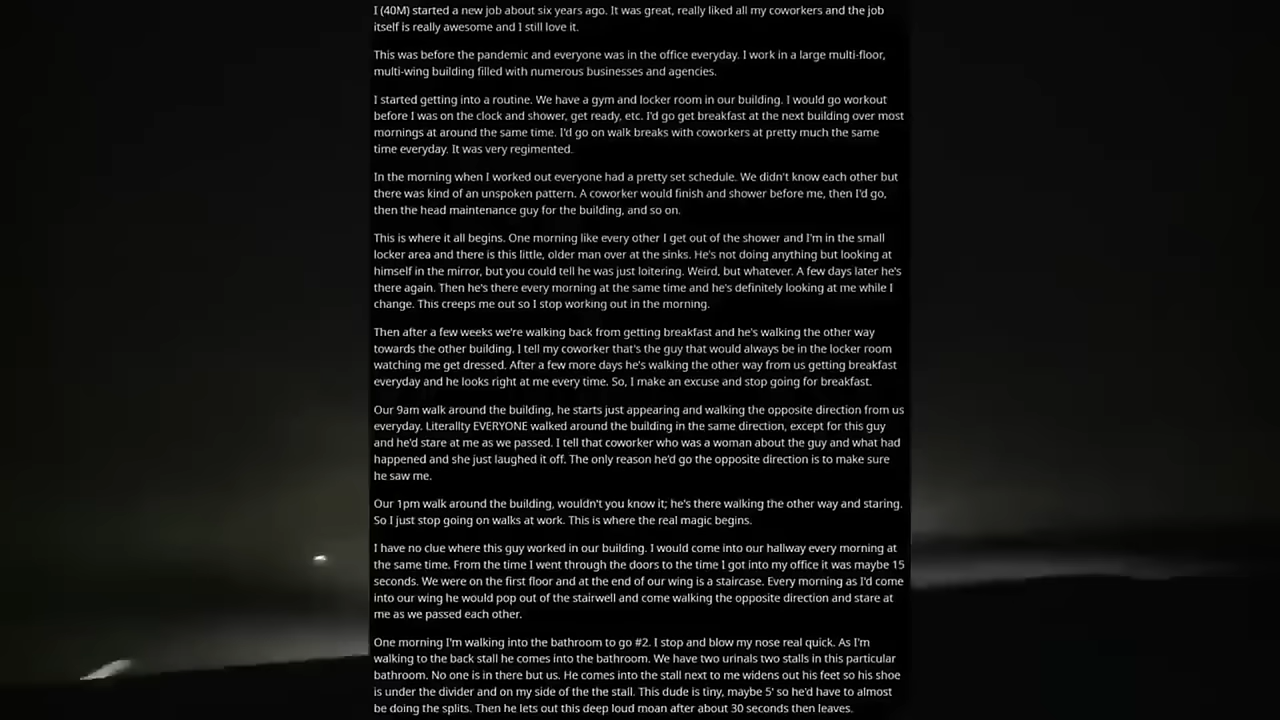 I (40M) started a new job about six years ago. It was great, really liked all my coworkers and the job
itself is really awesome and I still love it.
This was before the pandemic and everyone was in the office everyday. I work in a large multi-floor,
multi-wing building filled with numerous businesses and agencies.
I started getting into a routine. We have a gym and locker room in our building. I would go workout
before I was on the clock and shower, get ready, etc. I'd go get breakfast at the next building over most
mornings at around the same time. I'd go on walk breaks with coworkers at pretty much the same
time everyday. It was very regimented.
In the morning when I worked out everyone had a pretty set schedule. We didn't know each other but
there was kind of an unspoken pattern. A coworker would finish and shower before me, then I'd go,
then the head maintenance guy for the building, and so on.
This is where it all begins. One morning like every other I get out of the shower and I'm in the small
locker area and there is this little, older man over at the sinks. He's not doing anything but looking at
himself in the mirror, but you could tell he was just loitering. Weird, but whatever. A few days later he's
there again. Then he's there every morning at the same time and he's definitely looking at me while I
change. This creeps me out so I stop working out in the morning.
Then after a few weeks we're walking back from getting breakfast and he's walking the other way
towards the other building. I tell my coworker that's the guy that would always be in the locker room
watching me get dressed. After a few more days he's walking the other way from us getting breakfast
everyday and he looks right at me every time. So, I make an excuse and stop going for breakfast.
Our 9am walk around the building, he starts just appearing and walking the opposite direction from us
everyday. Literallty EVERYONE walked around the building in the same direction, except for this guy
and he'd stare at me as we passed. I tell that coworker who was a woman about the guy and what had
happened and she just laughed it off. The only reason he'd go the opposite direction is to make sure
he saw me.
Our 1pm walk around the building, wouldn't you know it; he's there walking the other way and staring.
So I just stop going on walks at work. This is where the real magic begins.
I have no clue where this guy worked in our building. I would come into our hallway every morning at
the same time. From the time I went through the doors to the time I got into my office it was maybe 15
seconds. We were on the first floor and at the end of our wing is a staircase. Every morning as I'd come
into our wing he would pop out of the stairwell and come walking the opposite direction and stare at
me as we passed each other.
One morning I'm walking into the bathroom to go #2. I stop and blow my nose real quick. As I'm
walking to the back stall he comes into the bathroom. We have two urinals two stalls in this particular
bathroom. No one is in there but us. He comes into the stall next to me widens out his feet so his shoe
is under the divider and on my side of the the stall. This dude is tiny, maybe 5' so he'd have to almost
be doing the splits. Then he lets out this deep loud moan after about 30 seconds then leaves.